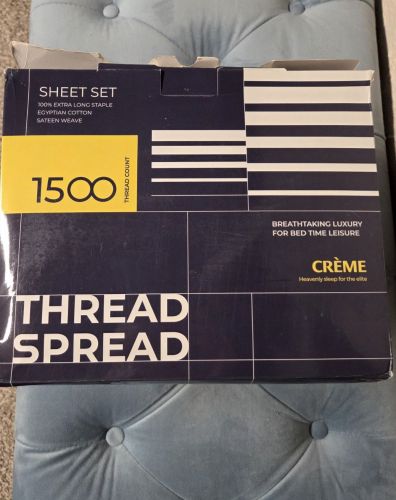 SHEET SET
100% EXTRA LONG STAPLE
EGYPTIAN COTTON
SATEEN WEAVE
1500
THREAD COUNT
BREATHTAKING LUXURY
FOR BED TIME LEISURE
CRÈME
Heavenly sleep for the elite
THREAD
SPREAD